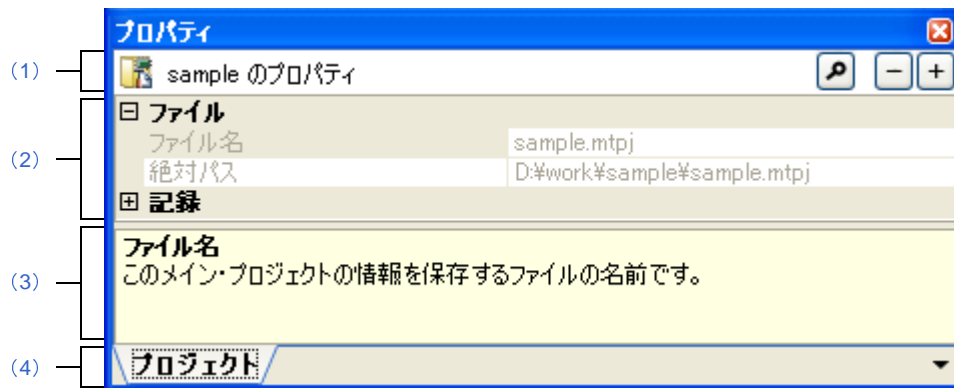 プロパティ
(1)
sample のプロパティ
(2)
ファイル
ファイル名 sample.mtpj
絶対パス D:¥work¥sample¥sample.mtpj
記録
(3)
ファイル名
このメイン・プロジェクトの情報を保存するファイルの名前です。
(4)
プロジェクト